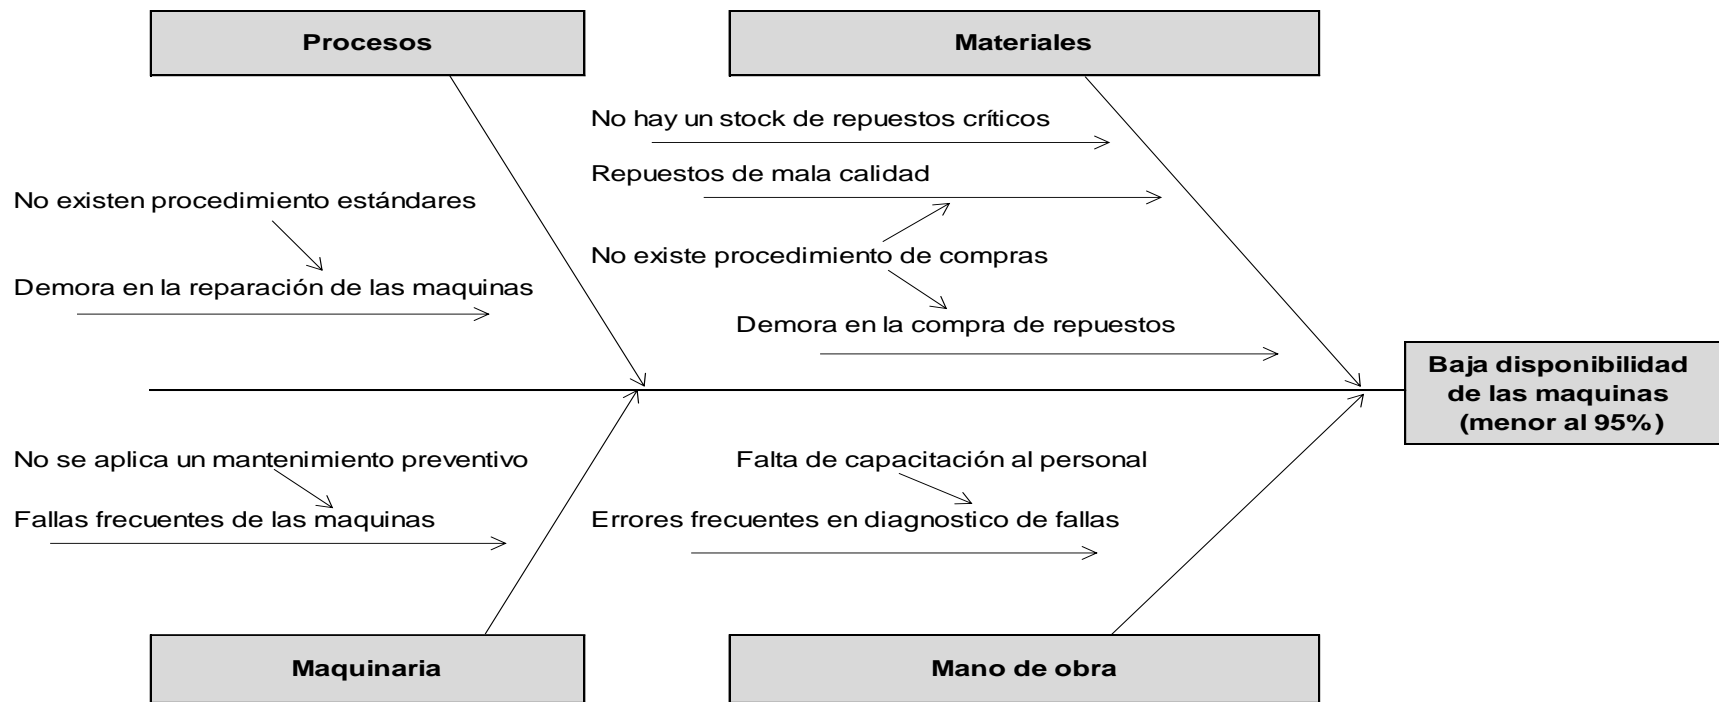 Procesos
Materiales
No hay un stock de repuestos críticos
Repuestos de mala calidad
No existen procedimiento estándares
No existe procedimiento de compras
Demora en la reparación de las maquinas
Demora en la compra de repuestos
Baja disponibilidad
de las maquinas
(menor al 95%)
No se aplica un mantenimiento preventivo
Falta de capacitación al personal
Fallas frecuentes de las maquinas
Errores frecuentes en diagnostico de fallas
Maquinaria
Mano de obra